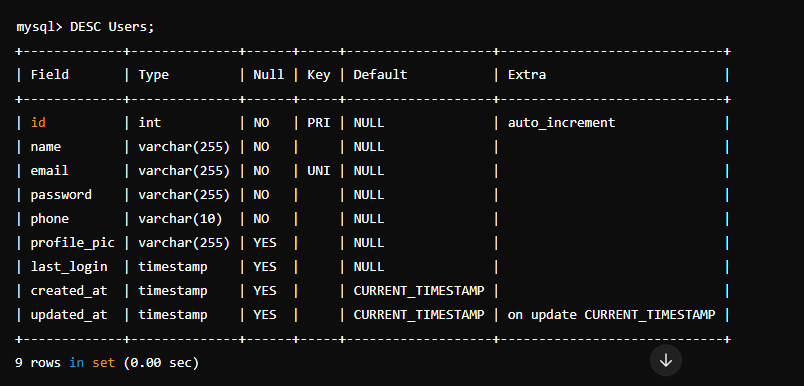 mysql> DESC Users;
+-------------+--------------+------+-----+-------------------+-----------------------------+
| Field       | Type         | Null | Key | Default           | Extra                       |
+-------------+--------------+------+-----+-------------------+-----------------------------+
| id          | int          | NO   | PRI | NULL              | auto_increment              |
| name        | varchar(255) | NO   |     | NULL              |                             |
| email       | varchar(255) | NO   | UNI | NULL              |                             |
| password    | varchar(255) | NO   |     | NULL              |                             |
| phone       | varchar(10)  | NO   |     | NULL              |                             |
| profile_pic | varchar(255) | YES  |     | NULL              |                             |
| last_login  | timestamp    | YES  |     | NULL              |                             |
| created_at  | timestamp    | YES  |     | CURRENT_TIMESTAMP |                             |
| updated_at  | timestamp    | YES  |     | CURRENT_TIMESTAMP | on update CURRENT_TIMESTAMP |
+-------------+--------------+------+-----+-------------------+-----------------------------+
9 rows in set (0.00 sec)